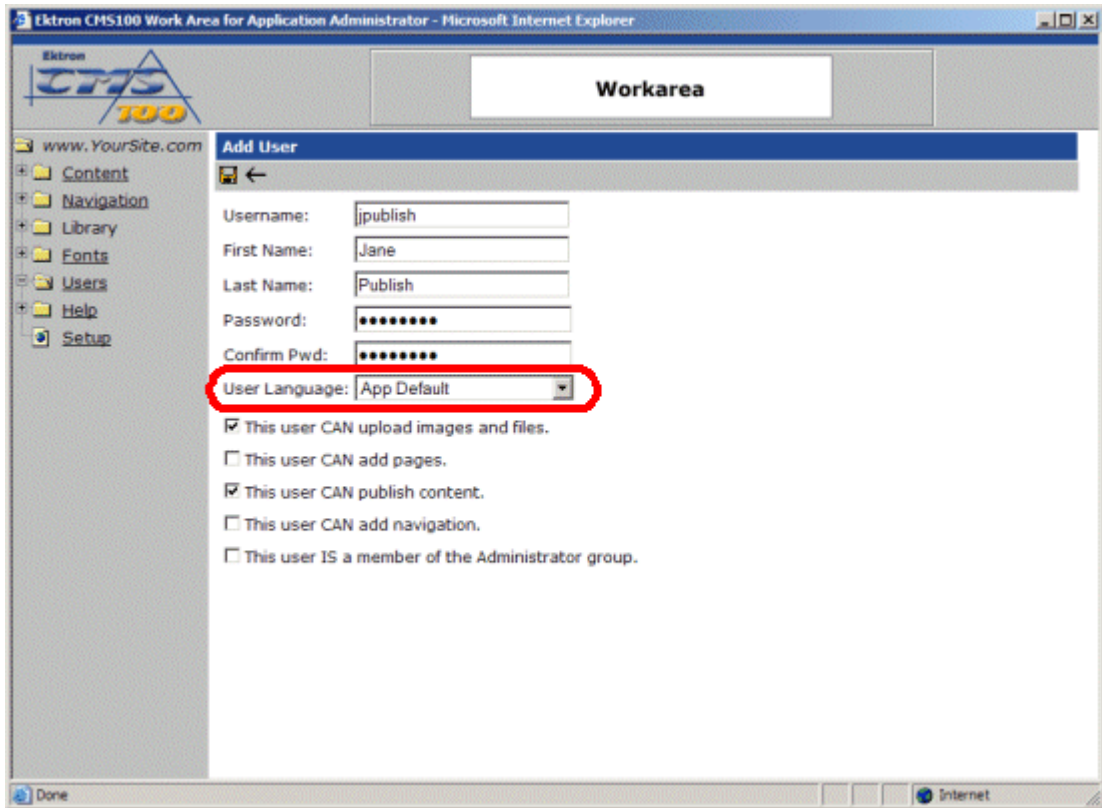 Ektron CMS100 Work Area for Application Administrator - Microsoft Internet Explorer
Ektron
CMS
100
Workarea
www.YourSite.com
Content
Navigation
Library
Fonts
Users
Help
Setup
Add User
Username: jpublish
First Name: Jane
Last Name: Publish
Password: ●●●●●●●●
Confirm Pwd: ●●●●●●●●
User Language: App Default
This user CAN upload images and files.
This user CAN add pages.
This user CAN publish content.
This user CAN add navigation.
This user IS a member of the Administrator group.
Done
Internet